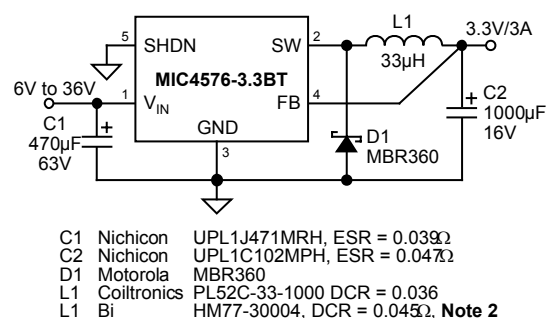 5 SHDN SW 2 L1 3.3V/3A
33µH
6V to 36V MIC4576-3.3BT
1 VIN FB 4 C2
C1 1000µF
470µF GND D1 16V
63V 3 MBR360
C1 Nichicon UPL1J471MRH, ESR = 0.039Ω
C2 Nichicon UPL1C102MPH, ESR = 0.047Ω
D1 Motorola MBR360
L1 Coiltronics PL52C-33-1000 DCR = 0.036
L1 Bi HM77-30004, DCR = 0.045Ω, Note 2